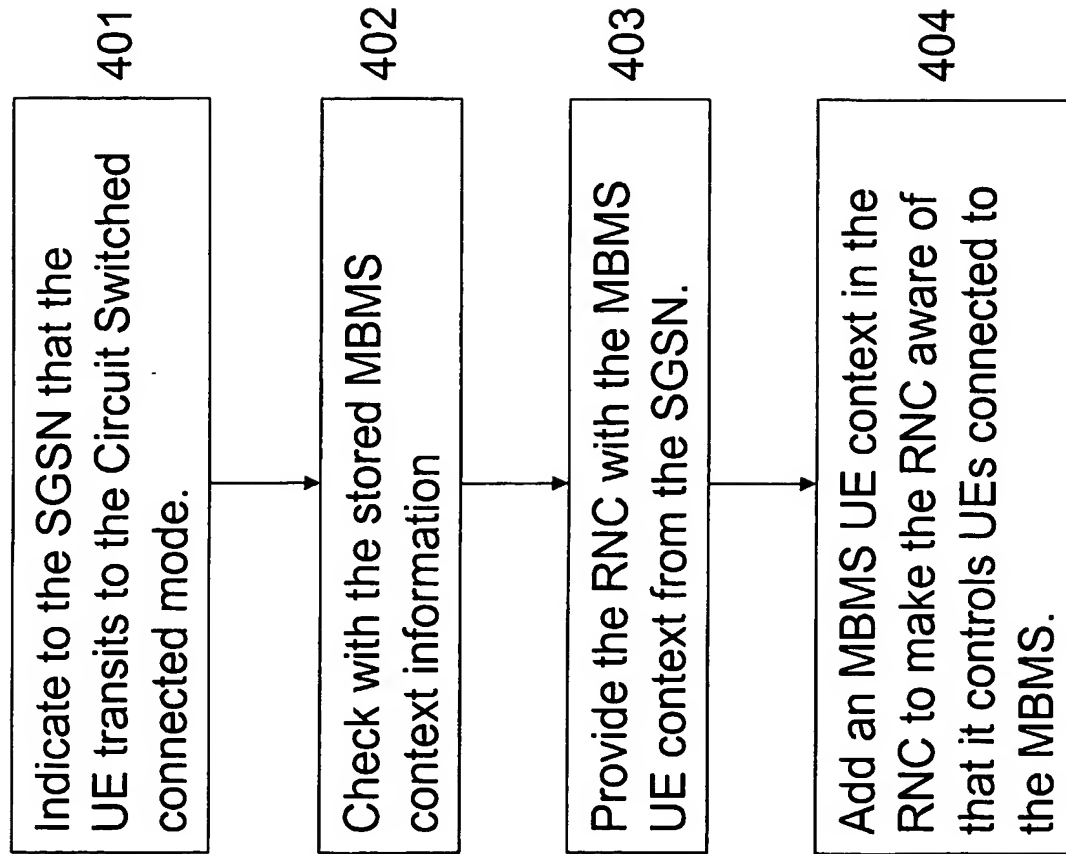 Indicate to the SGSN that the
UE transits to the Circuit Switched
connected mode.
401
Check with the stored MBMS
context information
402
Provide the RNC with the MBMS
UE context from the SGSN.
403
Add an MBMS UE context in the
RNC to make the RNC aware of
that it controls UEs connected to
the MBMS.
404